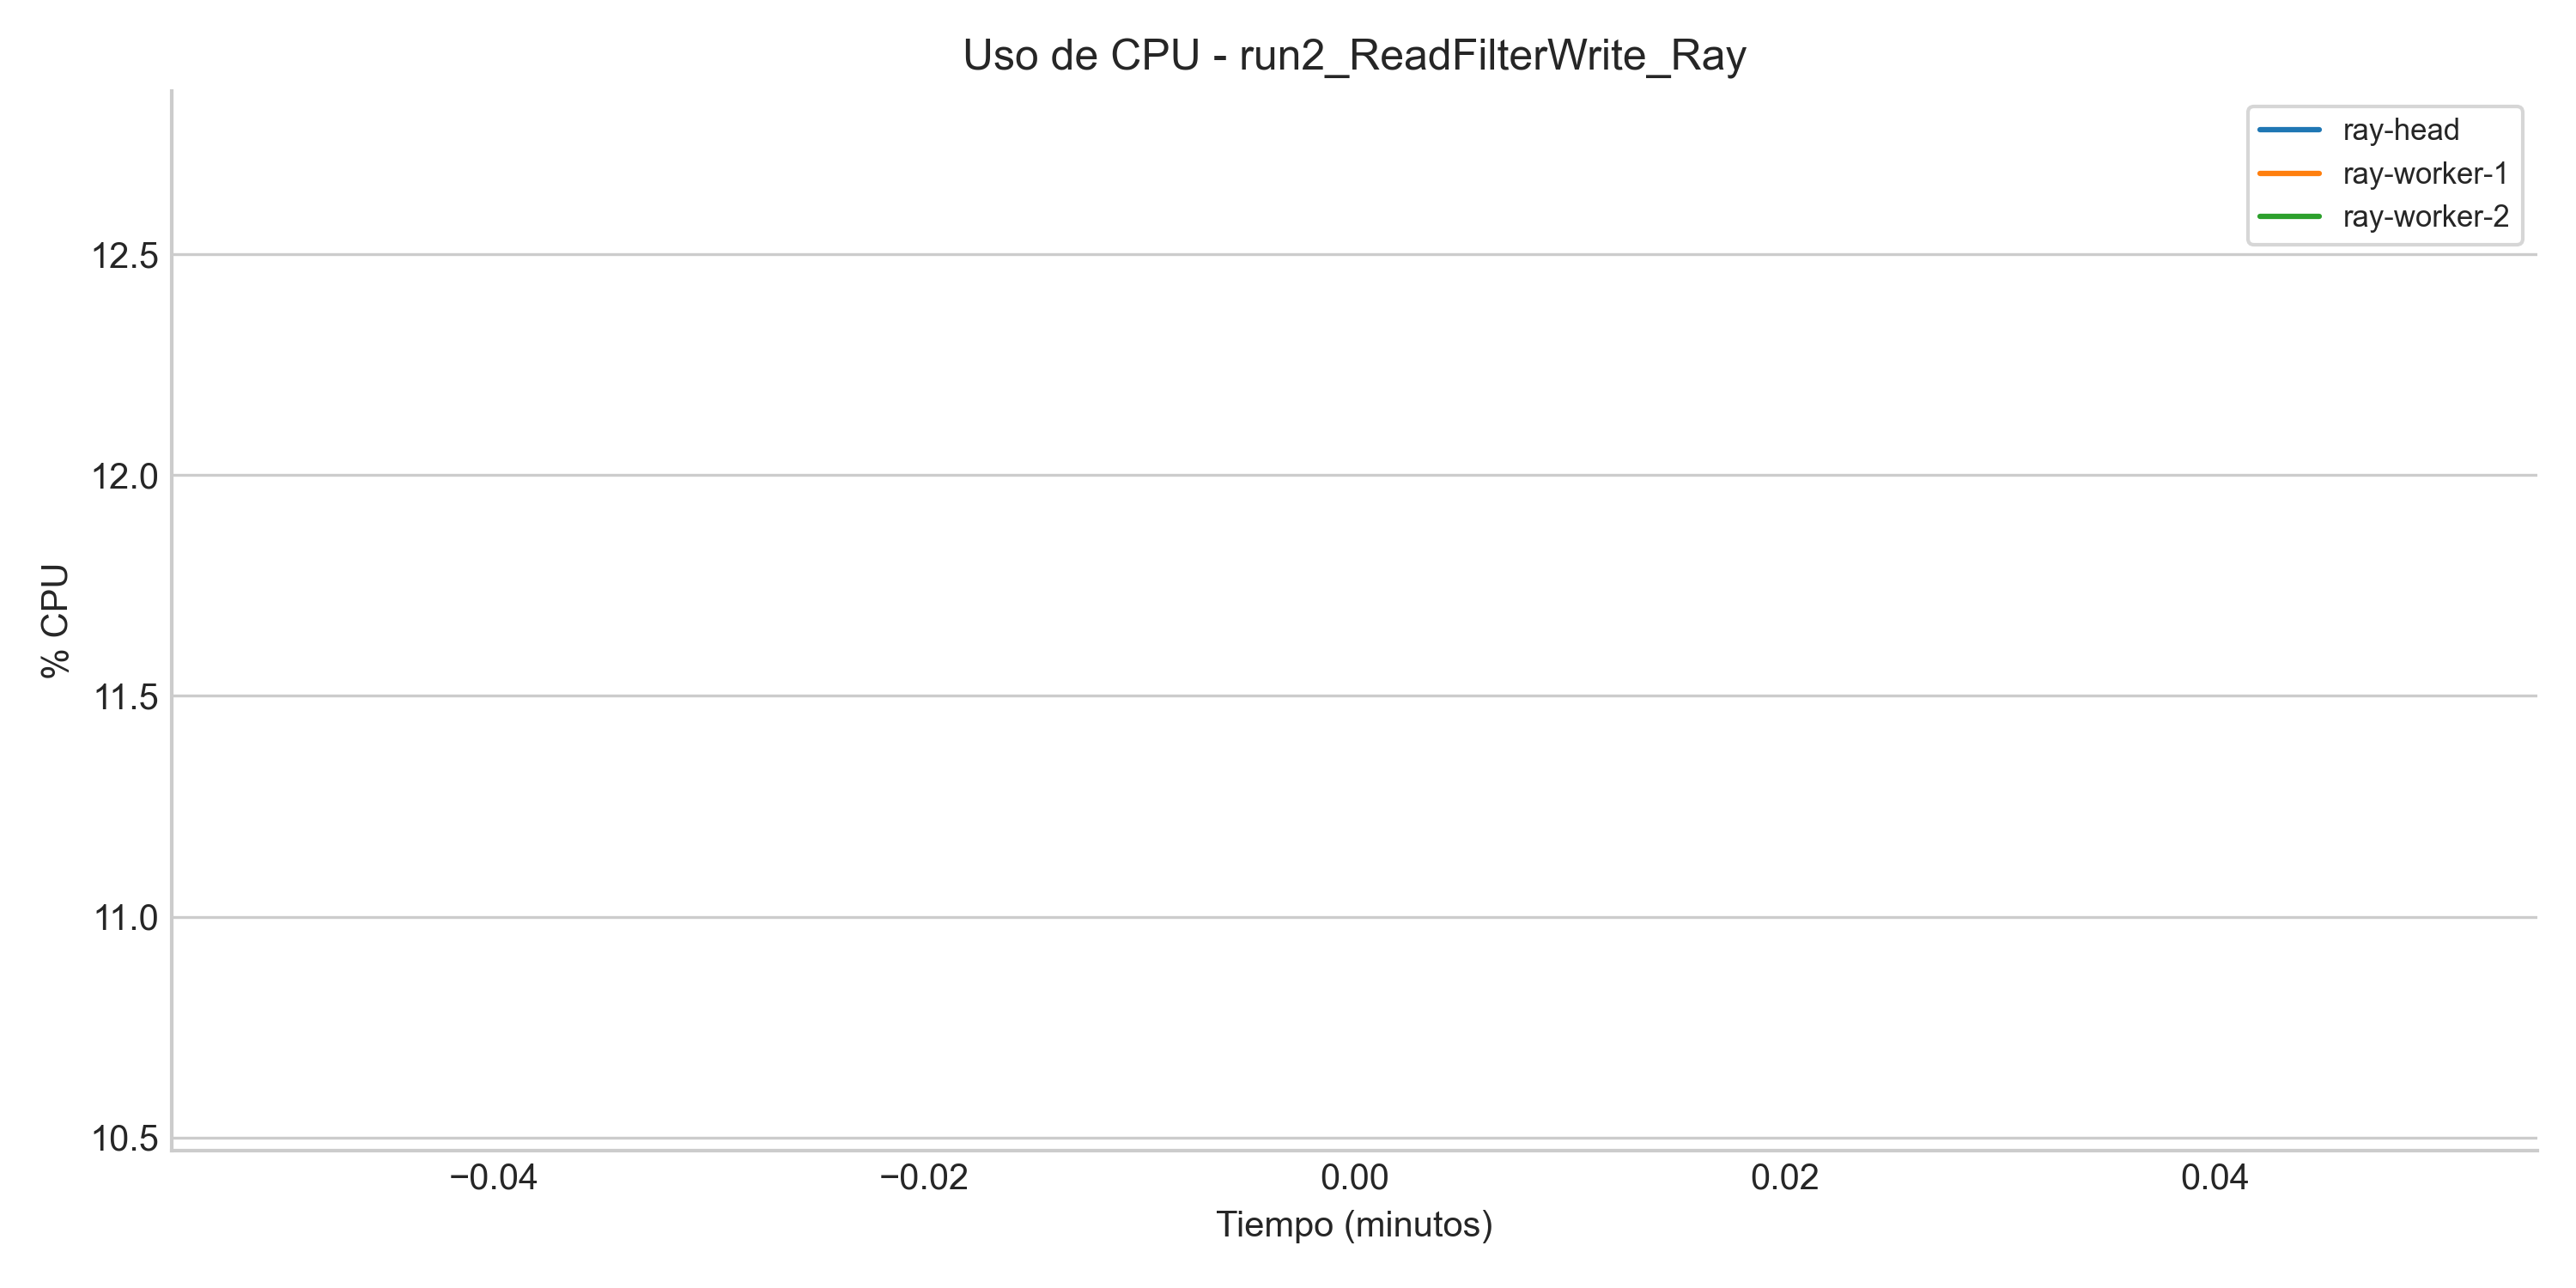 Uso de CPU - run2_ReadFilterWrite_Ray
ray-head
ray-worker-1
ray-worker-2
12.5
12.0
11.5
11.0
10.5
% CPU
−0.04
−0.02
0.00
0.02
0.04
Tiempo (minutos)